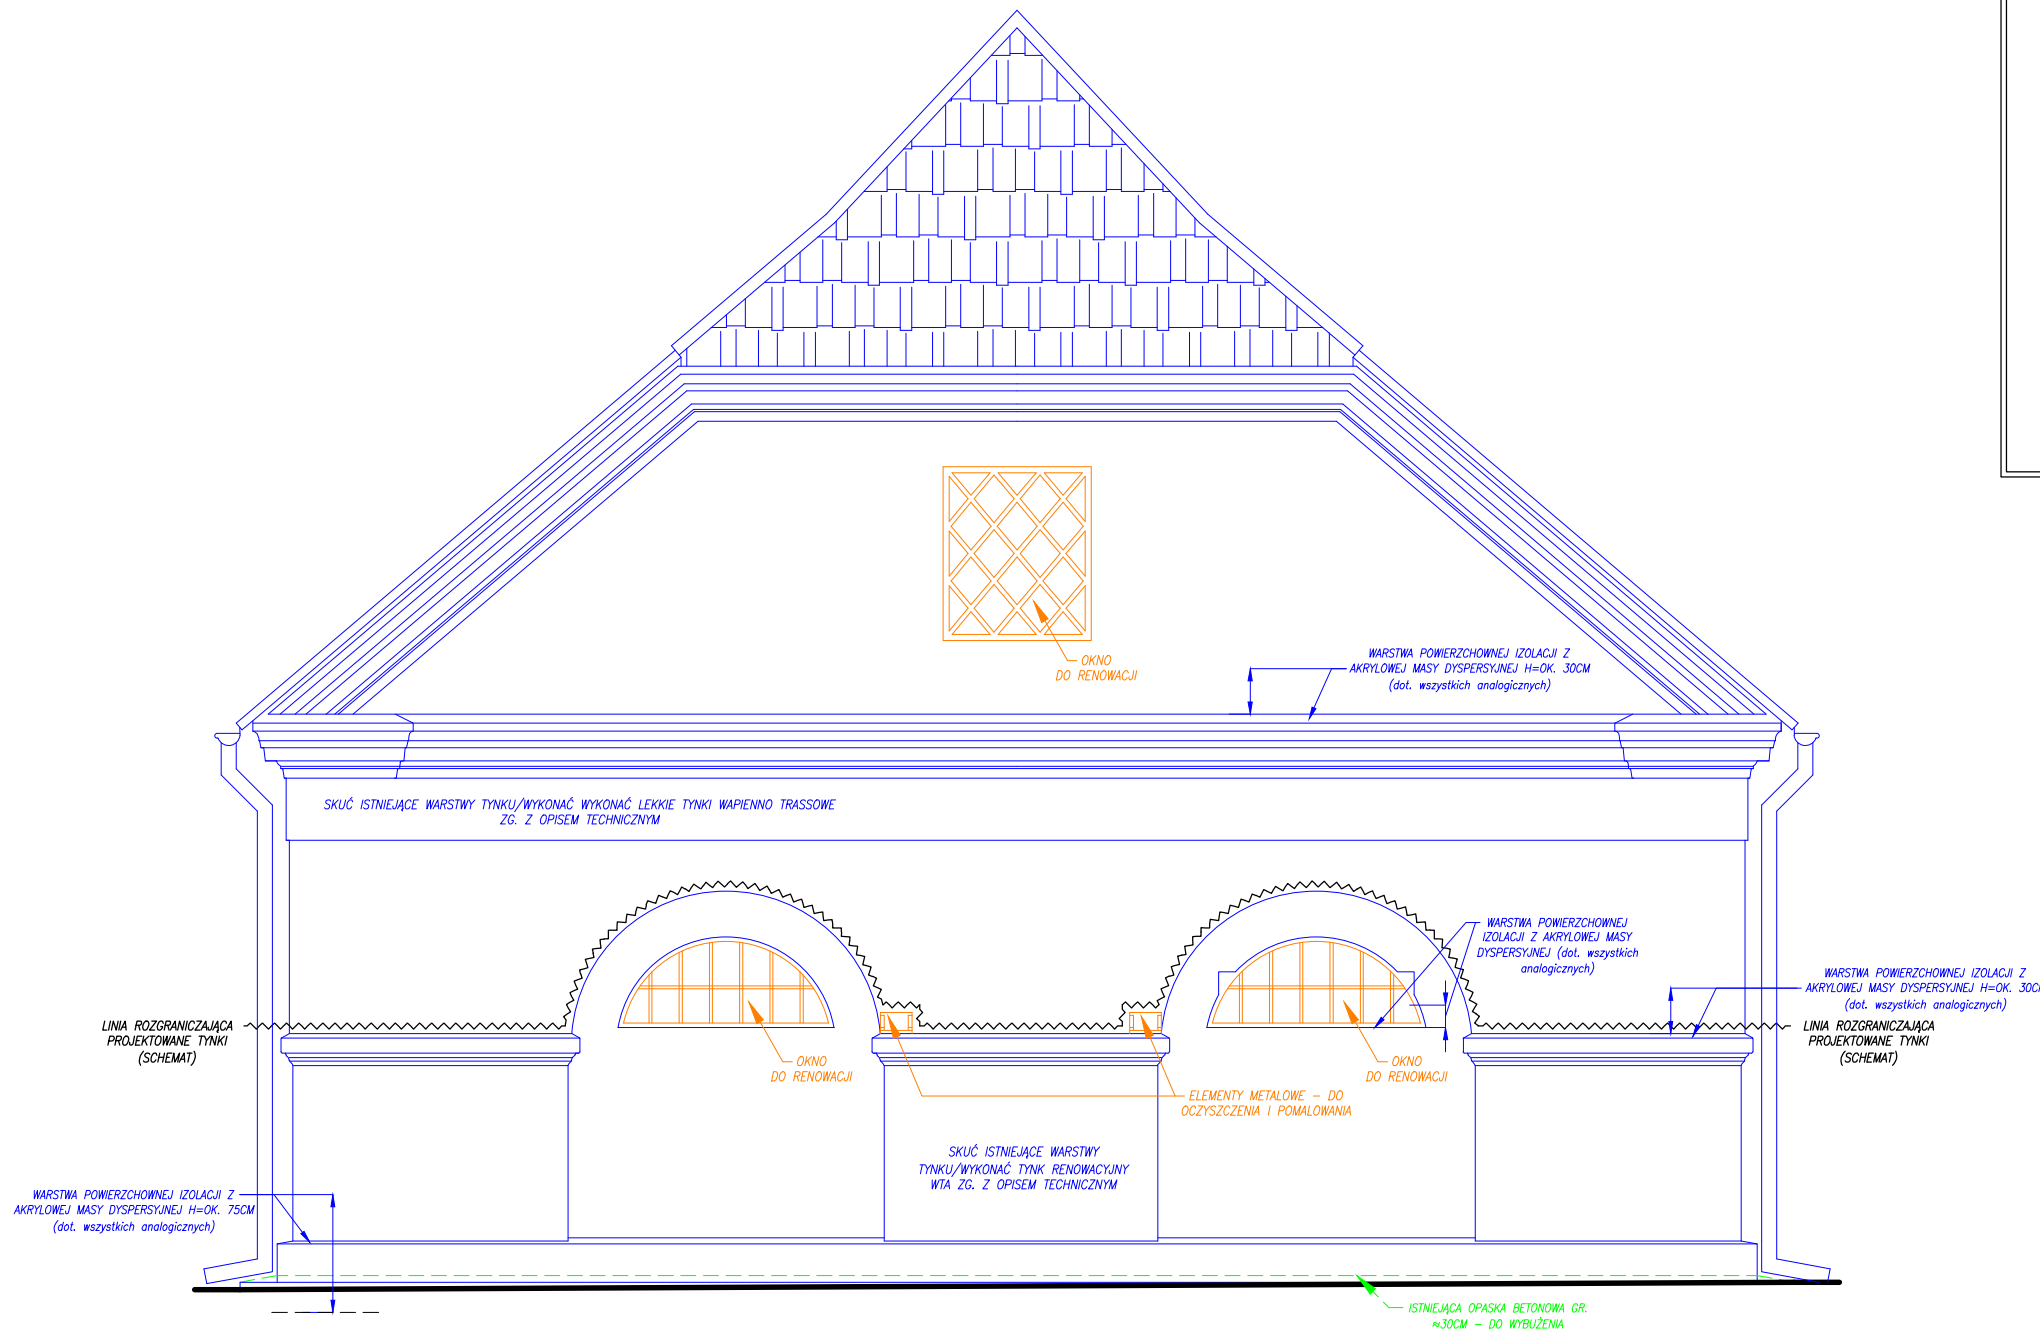 OKNO
DO RENOWACJI
WARSTWA POWIERZCHOWNEJ IZOLACJI Z
AKRYLOWEJ MASY DYSPERSYJNEJ H=OK. 30CM
(dot. wszystkich analogicznych)
SKUĆ ISTNIEJĄCE WARSTWY TYNKU/WYKONAĆ WYKONAĆ LEKKIE TYNKI WAPIENNO TRASSOWE
ZG. Z OPISEM TECHNICZNYM
WARSTWA POWIERZCHOWNEJ
IZOLACJI Z AKRYLOWEJ MASY
DYSPERSYJNEJ (dot. wszystkich
analogicznych)
WARSTWA POWIERZCHOWNEJ IZOLACJI Z
AKRYLOWEJ MASY DYSPERSYJNEJ H=OK. 30C
(dot. wszystkich analogicznych)
LINIA ROZGRANICZAJĄCA
PROJEKTOWANE TYNKI
(SCHEMAT)
LINIA ROZGRANICZAJĄCA
PROJEKTOWANE TYNKI
(SCHEMAT)
OKNO
DO RENOWACJI
OKNO
DO RENOWACJI
ELEMENTY METALOWE – DO
OCZYSZCZENIA I POMALOWANIA
SKUĆ ISTNIEJĄCE WARSTWY
TYNKU/WYKONAĆ TYNK RENOWACYJNY
WTA ZG. Z OPISEM TECHNICZNYM
WARSTWA POWIERZCHOWNEJ IZOLACJI Z
AKRYLOWEJ MASY DYSPERSYJNEJ H=OK. 75CM
(dot. wszystkich analogicznych)
ISTNIEJĄCA OPASKA BETONOWA GR.
≈30CM – DO WYBUŻENIA